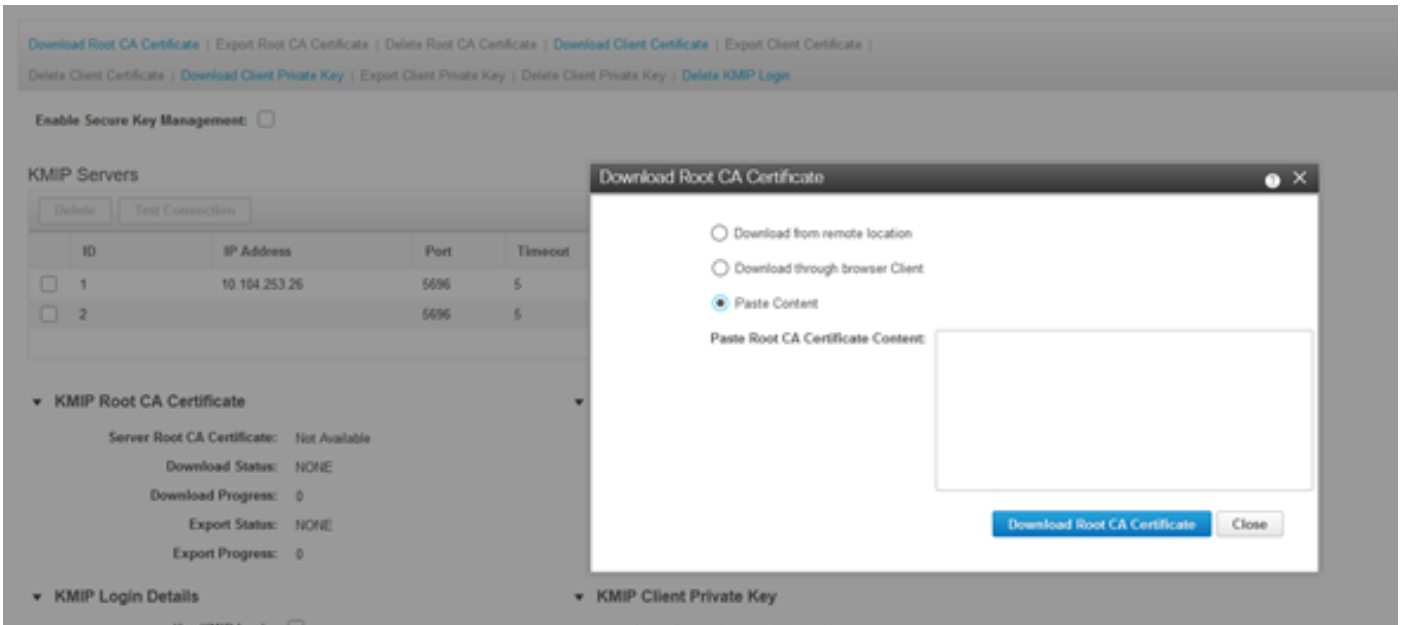 Download Root CA Certificate | Export Root CA Certificate | Delete Root CA Certificate | Download Client Certificate | Export Client Certificate |
Delete Client Certificate | Download Client Private Key | Export Client Private Key | Delete Client Private Key | Delete KMIP Login
Enable Secure Key Management:
KMIP Servers
Download Root CA Certificate
Delete Test Connection
ID IP Address Port Timeout
1 10.104.253.26 5696 5
2 5696 5
Download from remote location
Download through browser Client
Paste Content
Paste Root CA Certificate Content:
Download Root CA Certificate Close
KMIP Root CA Certificate
Server Root CA Certificate: Not Available
Download Status: NONE
Download Progress: 0
Export Status: NONE
Export Progress: 0
KMIP Login Details
KMIP Client Private Key